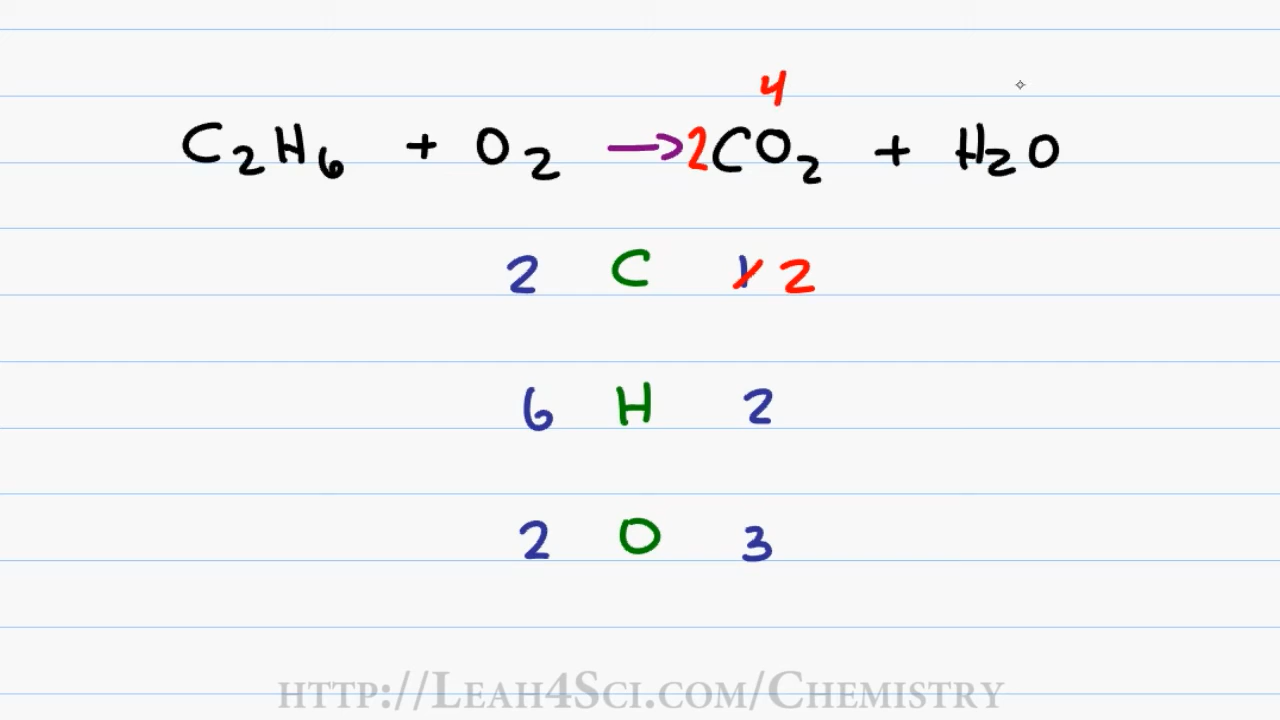 4
C₂H₆ + O₂ → 2CO₂ + H₂O
2 C 1 2
6 H 2
2 O 3
HTTP://LEAH4SCI.COM/CHEMISTRY